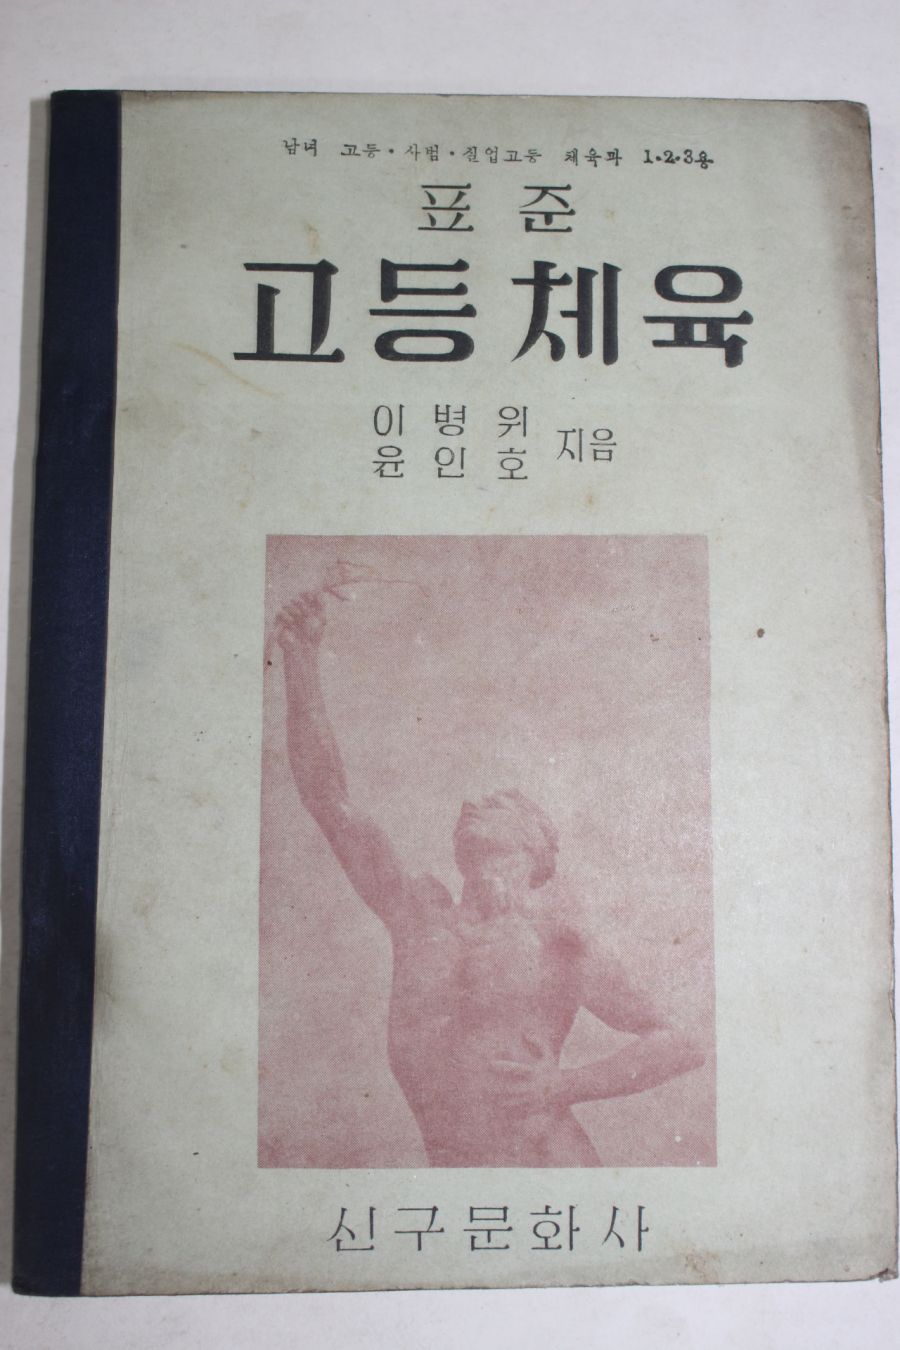 남녀 고등·사범·실업고등 체육과 1·2·3용
표준
고등체육
이병위
윤인호 지음
신구문화사